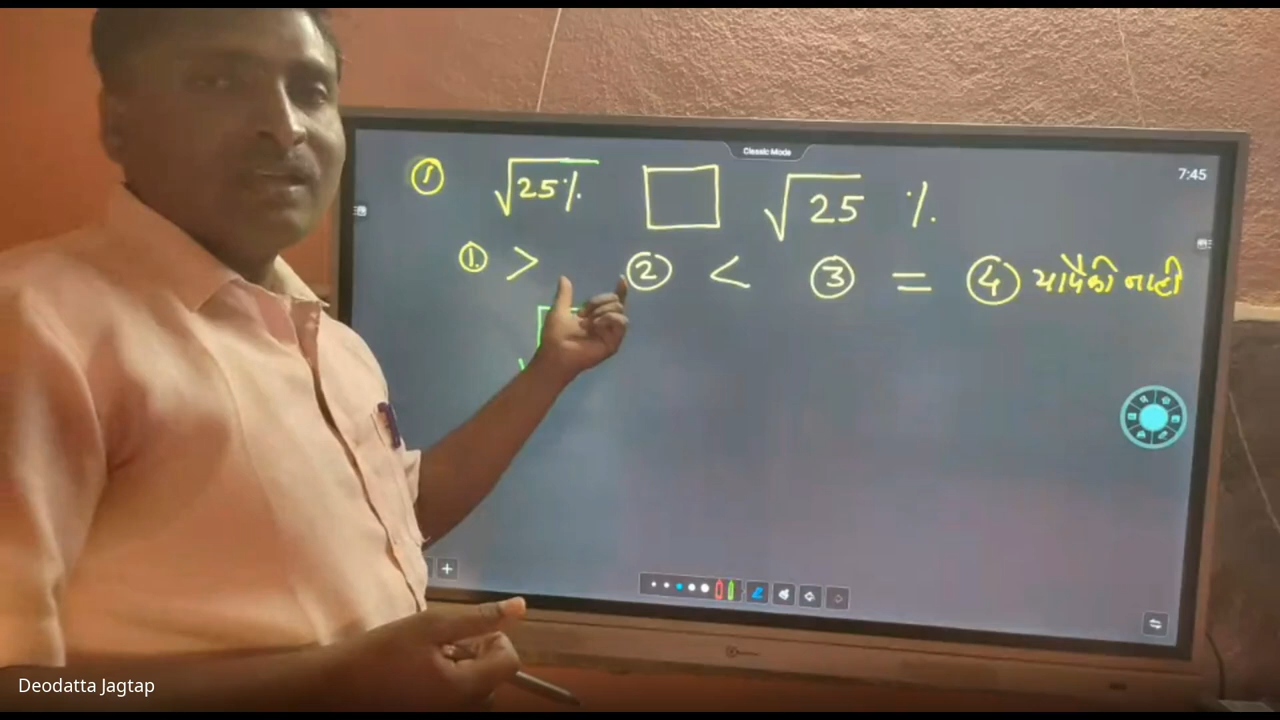 Classic Mode
7:45
① √25% □ √25 %
①. > ② < ③ = ④ यापैकी नाही
Deodatta Jagtap